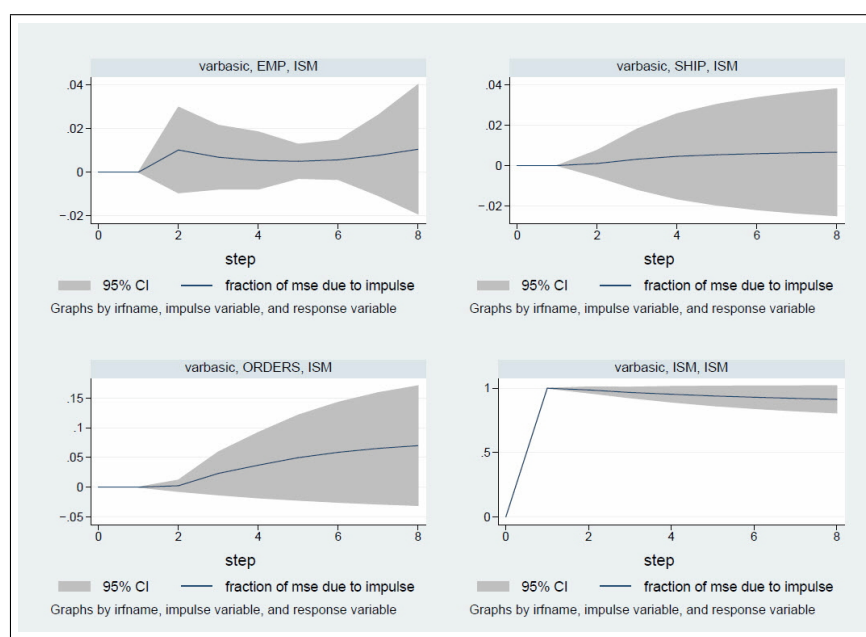 varbasic, EMP, ISM
.04
.02
0
-.02
0 2 4 6 8
step
95% CI fraction of mse due to impulse
Graphs by irfname, impulse variable, and response variable
varbasic, SHIP, ISM
.04
.02
0
-.02
0 2 4 6 8
step
95% CI fraction of mse due to impulse
Graphs by irfname, impulse variable, and response variable
varbasic, ORDERS, ISM
.15
.1
.05
0
-.05
0 2 4 6 8
step
95% CI fraction of mse due to impulse
Graphs by irfname, impulse variable, and response variable
varbasic, ISM, ISM
1
.5
0
0 2 4 6 8
step
95% CI fraction of mse due to impulse
Graphs by irfname, impulse variable, and response variable